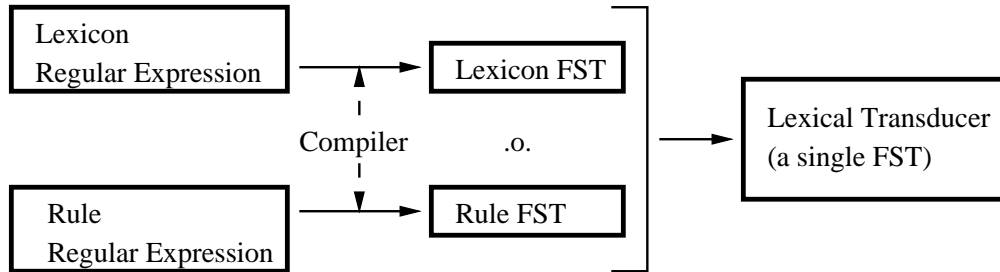 Lexicon
Regular Expression
Lexicon FST
Compiler
.o.
Lexical Transducer
(a single FST)
Rule
Regular Expression
Rule FST